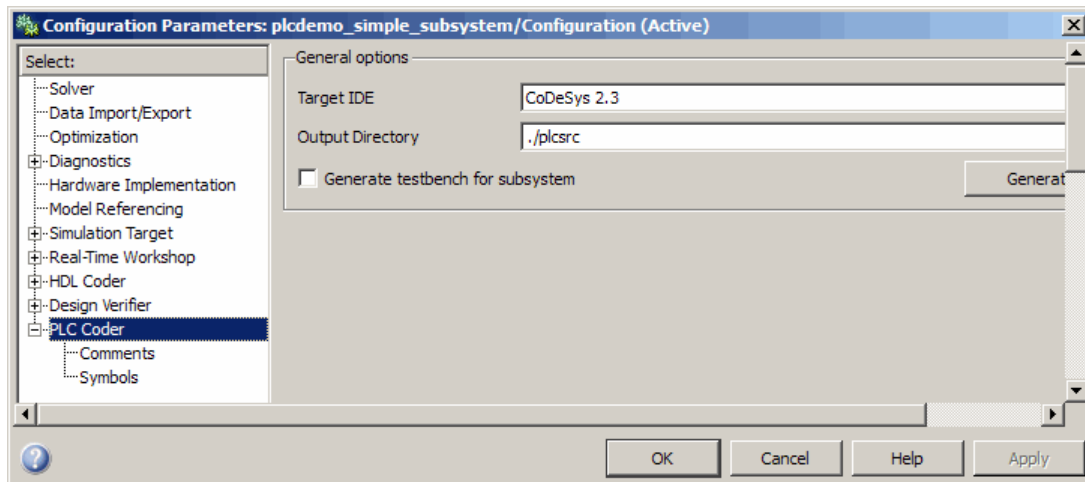 Configuration Parameters: plcdemo_simple_subsystem/Configuration (Active)
Select:
Solver
Data Import/Export
Optimization
Diagnostics
Hardware Implementation
Model Referencing
Simulation Target
Real-Time Workshop
HDL Coder
Design Verifier
PLC Coder
Comments
Symbols
General options
Target IDE CoDeSys 2.3
Output Directory ./plcsrc
Generate testbench for subsystem Generat
OK Cancel Help Apply